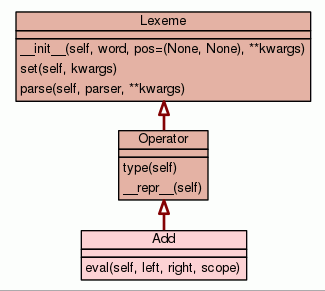 Lexeme
__init__(self, word, pos=(None, None), **kwargs)
set(self, kwargs)
parse(self, parser, **kwargs)
Operator
type(self)
__repr__(self)
Add
eval(self, left, right, scope)